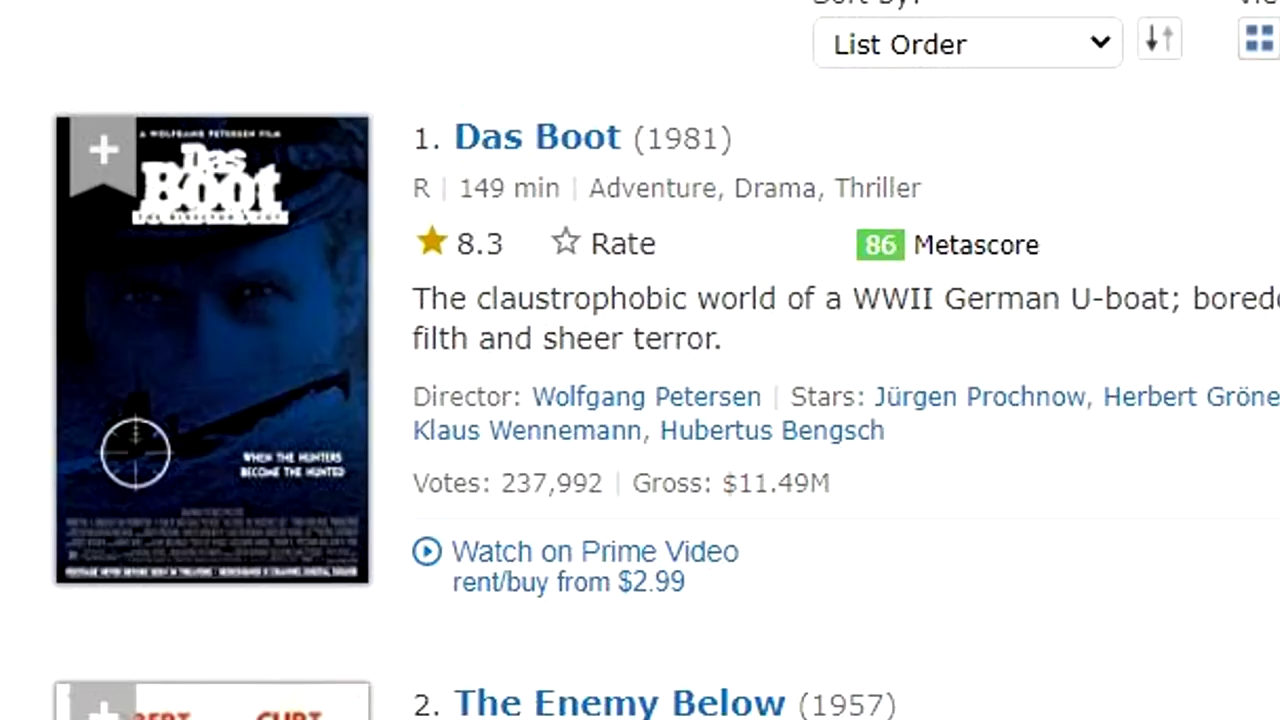 Sort by:
List Order
A WOLFGANG PETERSEN FILM
Das
Boot
WHEN THE HUNTERS
BECOME THE HUNTED
1. Das Boot (1981)
R | 149 min | Adventure, Drama, Thriller
8.3 Rate 86 Metascore
The claustrophobic world of a WWII German U-boat;
filth and sheer terror.
Director: Wolfgang Petersen | Stars: Jürgen Prochnow, Herbert Gröne
Klaus Wennemann, Hubertus Bengsch
Votes: 237,992 | Gross: $11.49M
Watch on Prime Video
rent/buy from $2.99
2. The Enemy Below (1957)
CURT